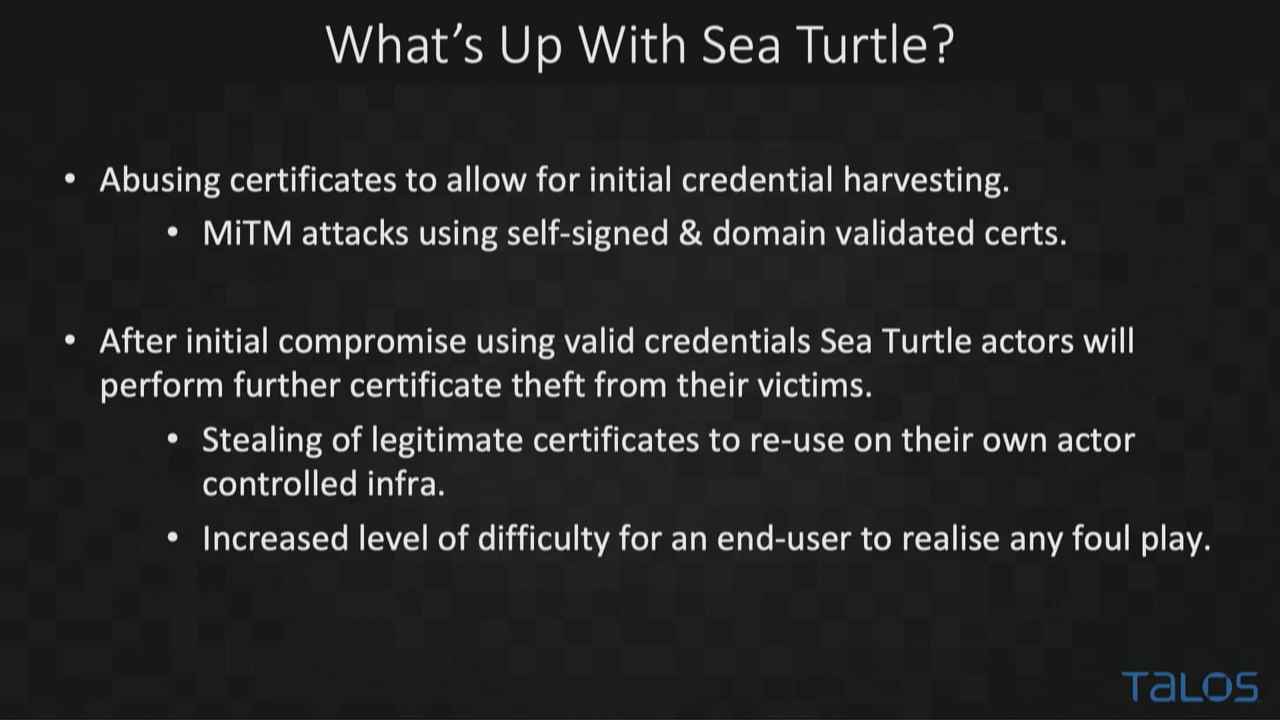 What's Up With Sea Turtle?
• Abusing certificates to allow for initial credential harvesting.
• MiTM attacks using self-signed & domain validated certs.
• After initial compromise using valid credentials Sea Turtle actors will
perform further certificate theft from their victims.
• Stealing of legitimate certificates to re-use on their own actor
controlled infra.
• Increased level of difficulty for an end-user to realise any foul play.
TALOS